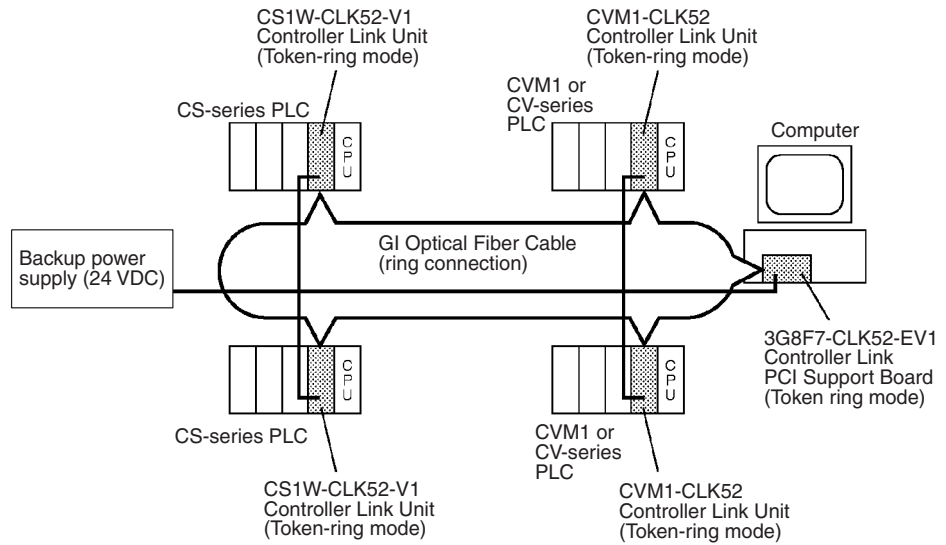 CS1W-CLK52-V1
Controller Link Unit
(Token-ring mode)
CVM1-CLK52
Controller Link Unit
(Token-ring mode)
CS-series PLC
CVM1 or
CV-series
PLC
Computer
CPU
CPU
Backup power
supply (24 VDC)
GI Optical Fiber Cable
(ring connection)
3G8F7-CLK52-EV1
Controller Link
PCI Support Board
(Token ring mode)
CPU
CPU
CS-series PLC
CVM1 or
CV-series
PLC
CS1W-CLK52-V1
Controller Link Unit
(Token-ring mode)
CVM1-CLK52
Controller Link Unit
(Token-ring mode)